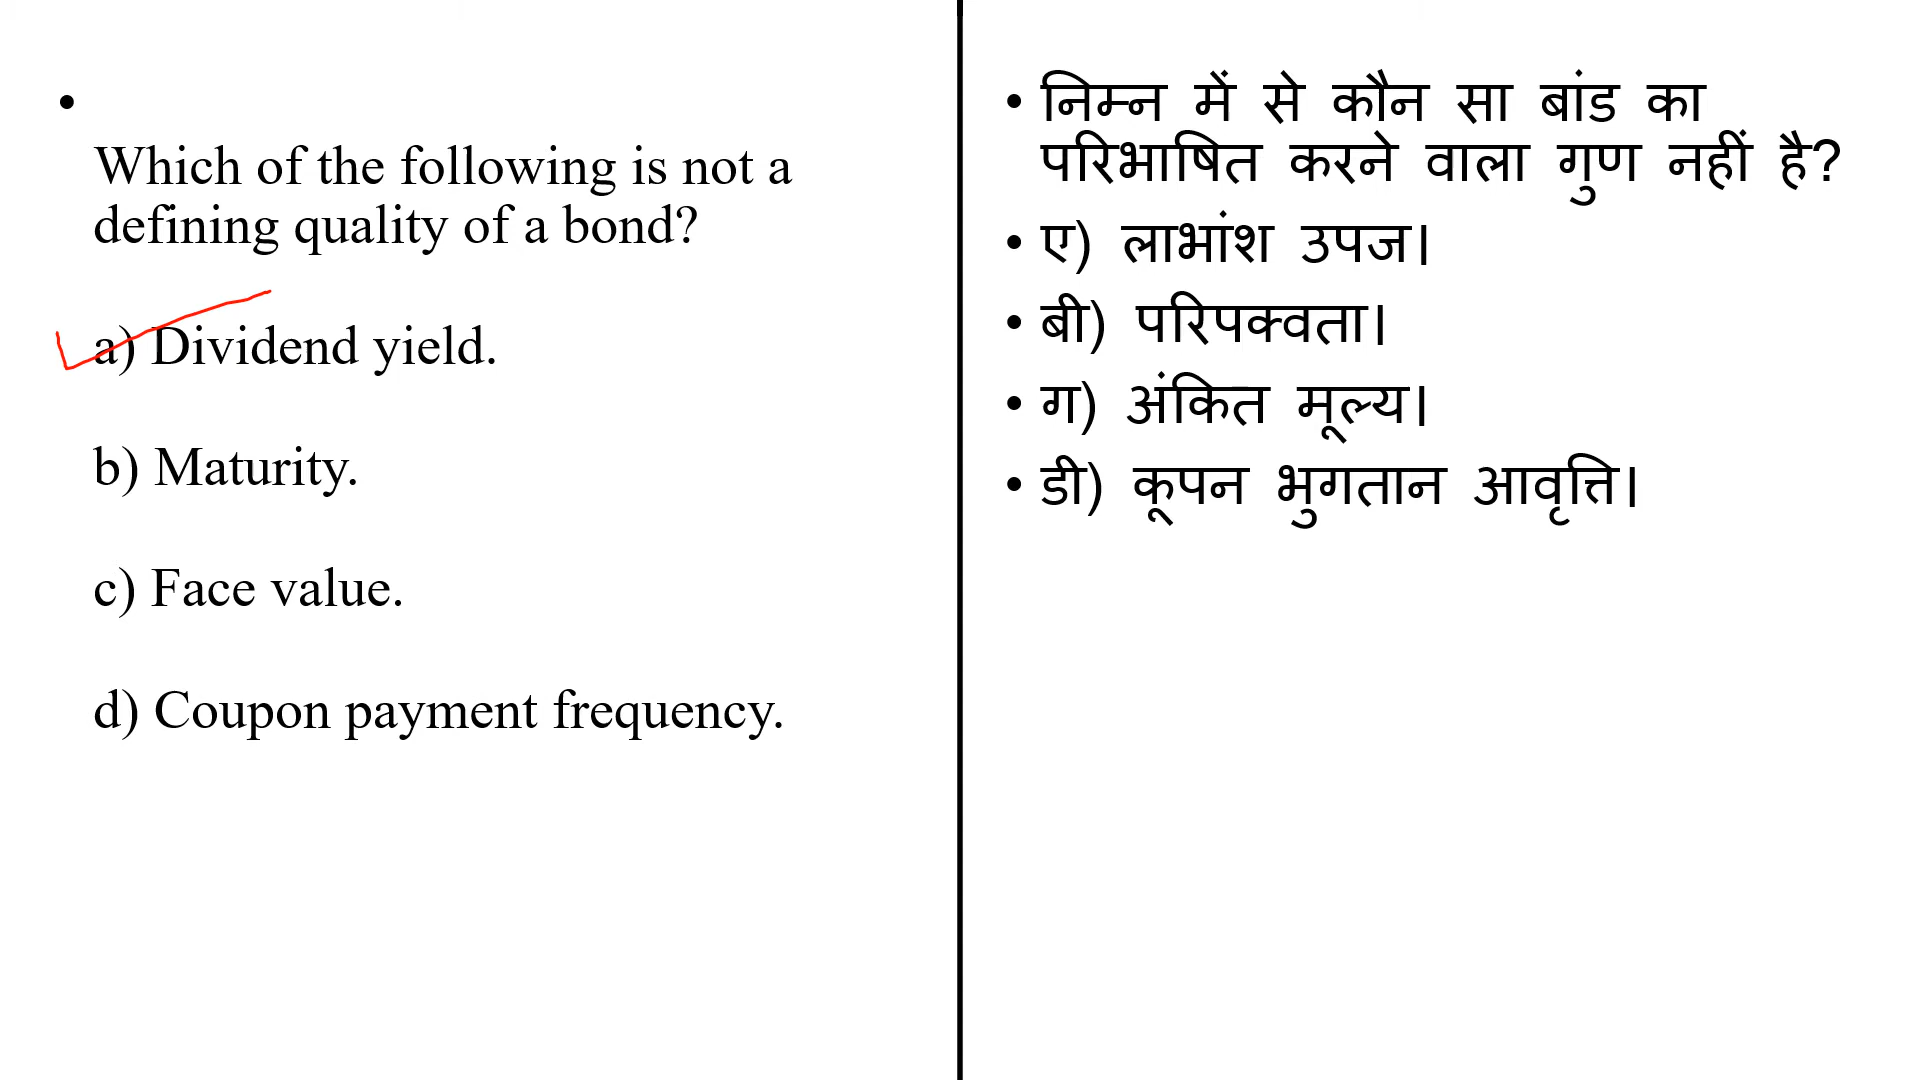 Which of the following is not a
defining quality of a bond?
a) Dividend yield.
b) Maturity.
c) Face value.
d) Coupon payment frequency.
• निम्न में से कौन सा बांड का
परिभाषित करने वाला गुण नहीं है?
• ए) लाभांश उपज।
• बी) परिपक्वता।
• ग) अंकित मूल्य।
• डी) कूपन भुगतान आवृत्ति।